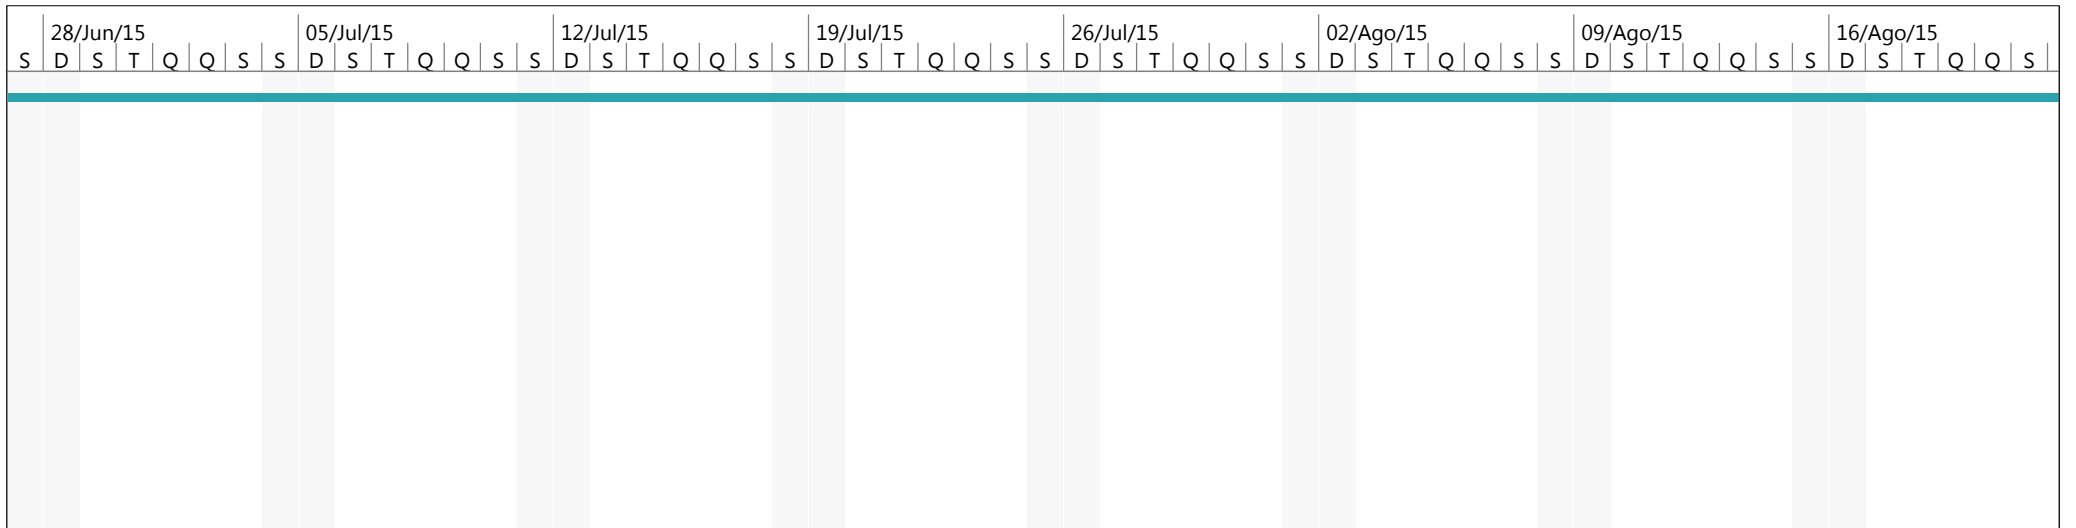 28/Jun/15 05/Jul/15 12/Jul/15 19/Jul/15 26/Jul/15 02/Ago/15 09/Ago/15 16/Ago/15
S D S T Q Q S S D S T Q Q S S D S T Q Q S S D S T Q Q S S D S T Q Q S S D S T Q Q S S D S T Q Q S S D S T Q Q S